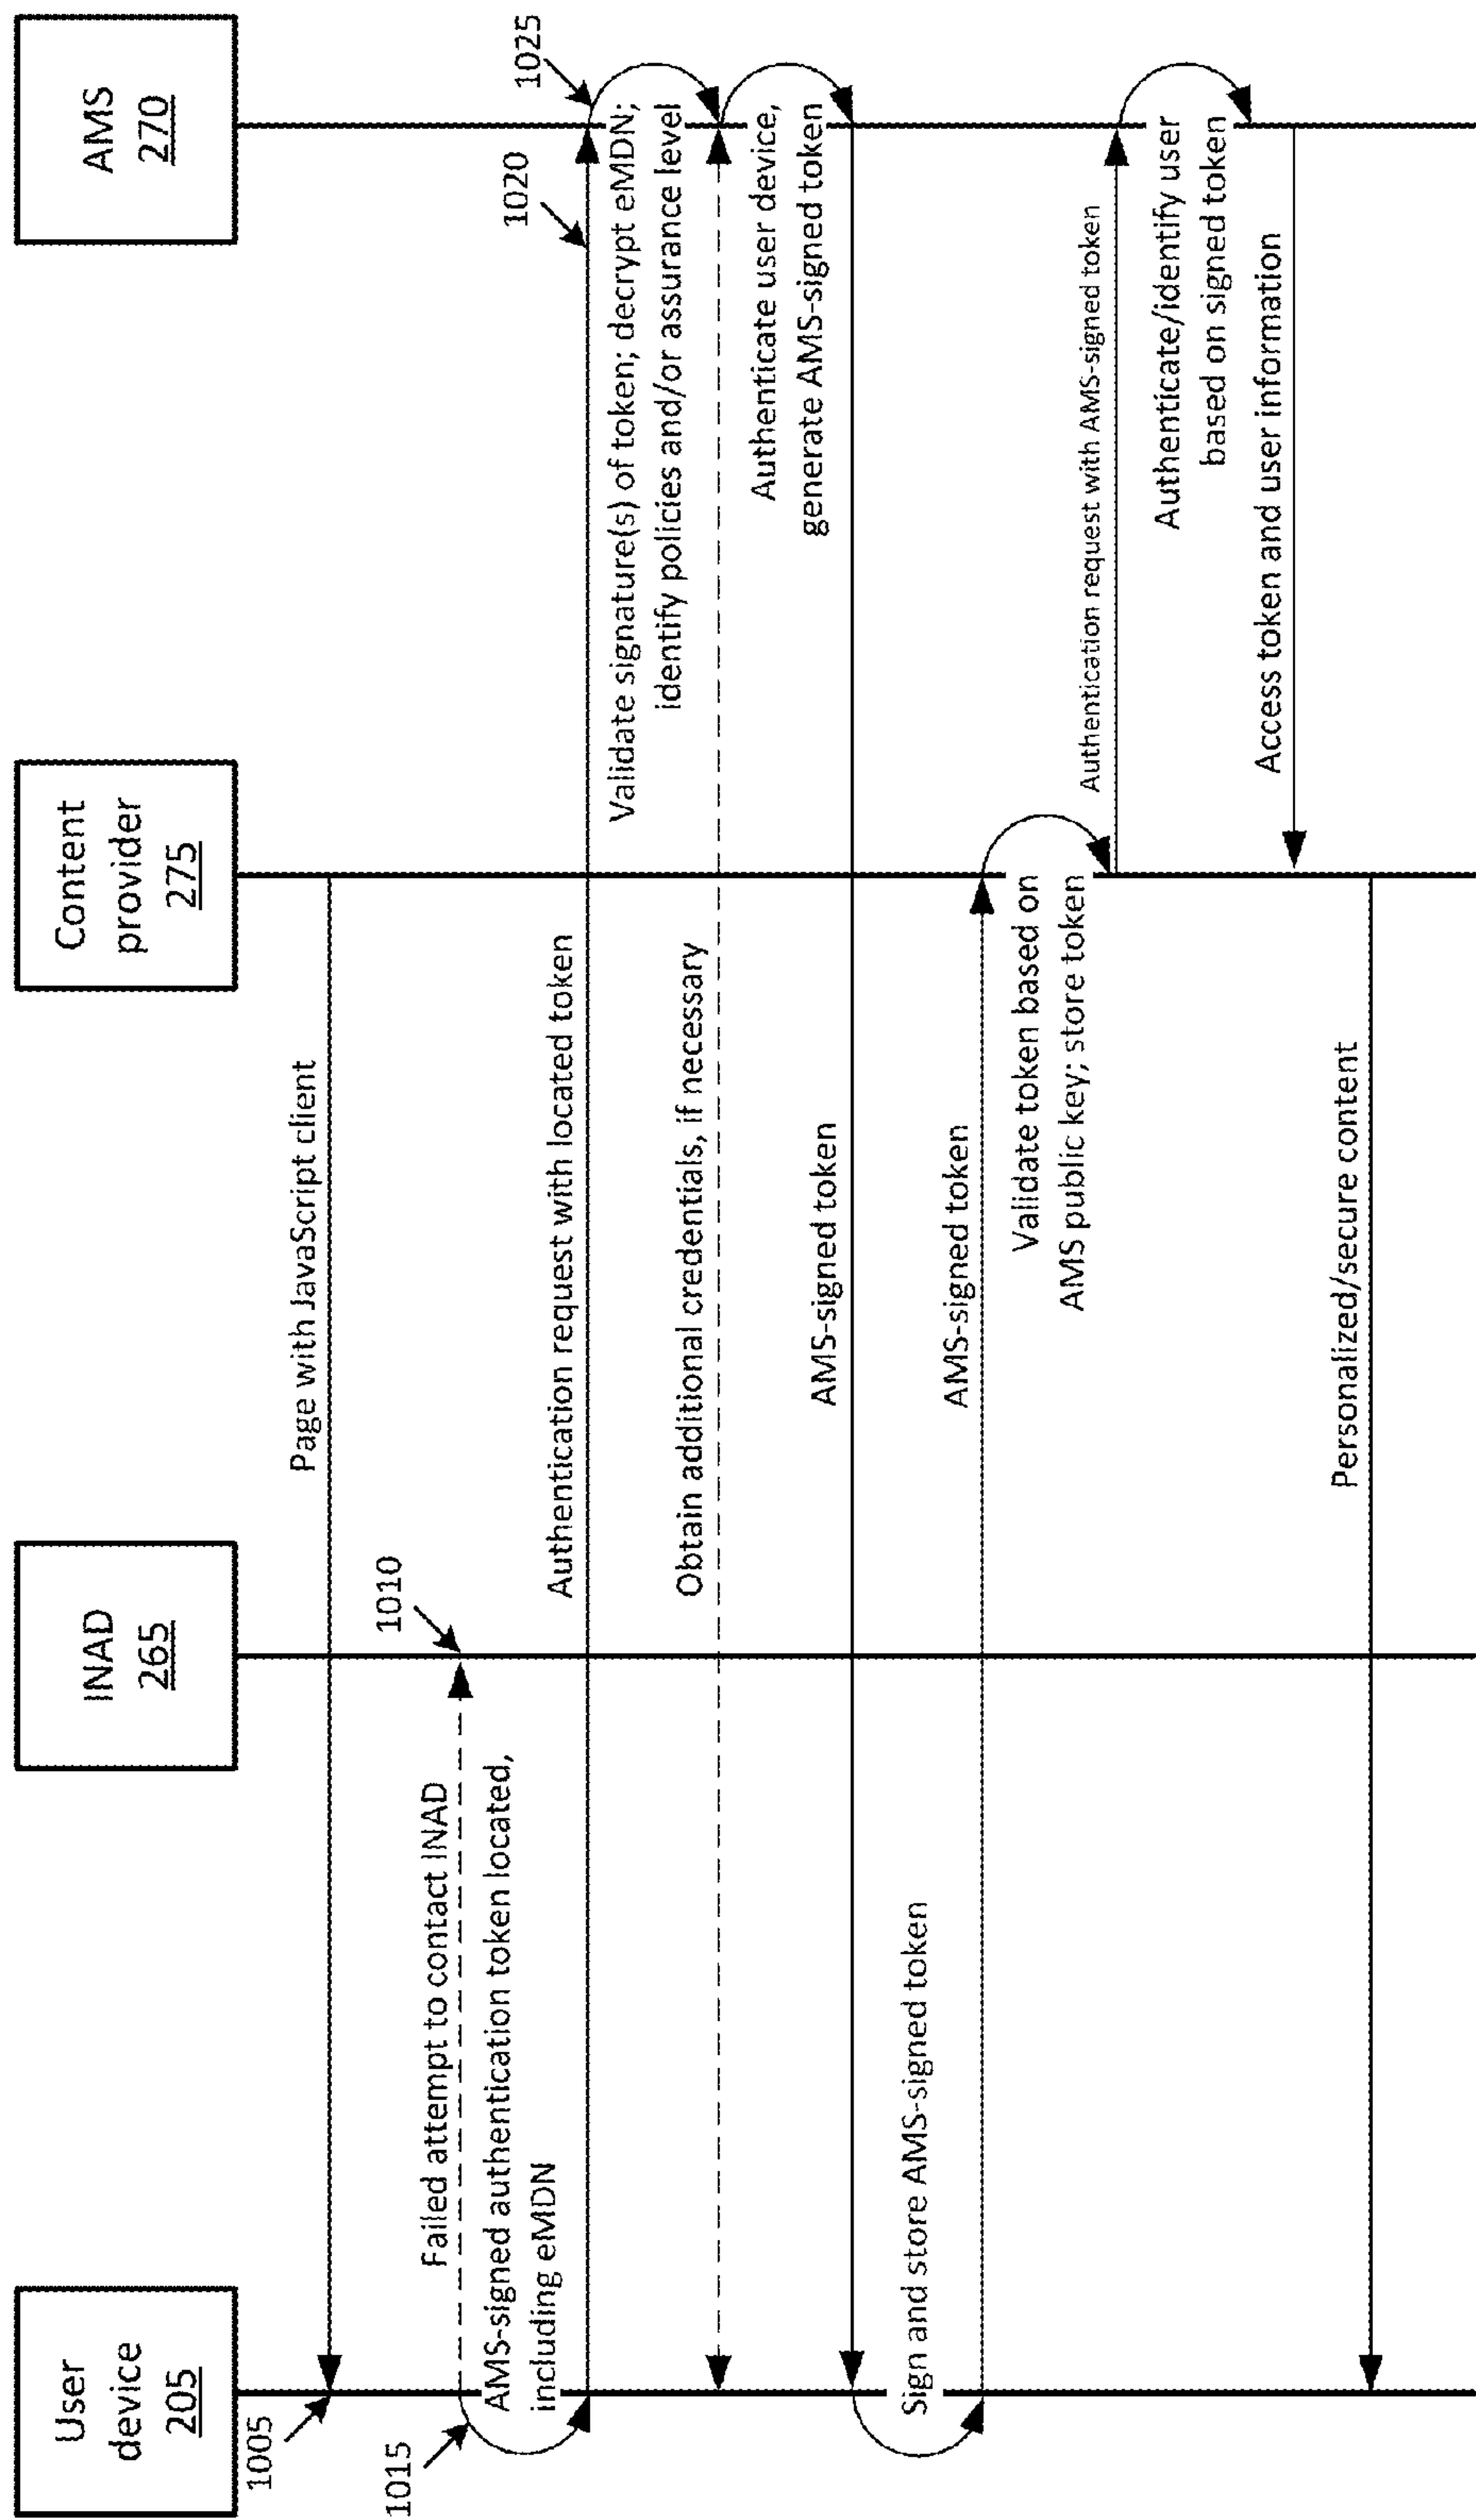 User
device
205
INAD
265
Content
provider
275
AMS
270
1005
Page with JavaScript client
1010
Failed attempt to contact INAD
1015
AMS-signed authentication token located,
including eMDN
1020
Authentication request with located token
1025
Validate signature(s) of token; decrypt eMDN;
identify policies and/or assurance level
Obtain additional credentials, if necessary
Authenticate user device,
generate AMS-signed token
AMS-signed token
Sign and store AMS-signed token
AMS-signed token
Validate token based on
AMS public key; store token
Authentication request with AMS-signed token
Authenticate/identify user
based on signed token
Access token and user information
Personalized/secure content